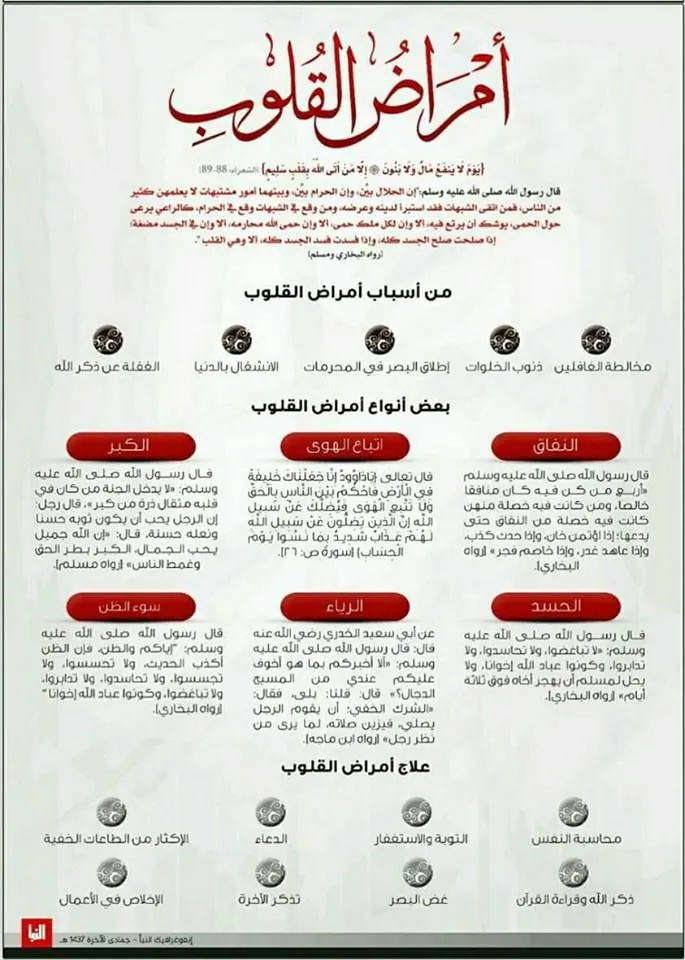 أمراض القلوب
{يَوْمَ لَا يَنْفَعُ مَالٌ وَلَا بَنُونَ ۞ إِلَّا مَنْ أَتَى اللَّهَ بِقَلْبٍ سَلِيمٍ} (الشعراء: 88-89)
قال رسول الله صلى الله عليه وسلم: "إن الحلال بيّن، وإن الحرام بيّن، وبينهما أمور مشتبهات لا يعلمهن كثير
من الناس، فمن اتقى الشبهات فقد استبرأ لدينه وعرضه، ومن وقع في الشبهات وقع في الحرام، كالراعي يرعى
حول الحمى، يوشك أن يرتع فيه، ألا وإن لكل ملك حمى، ألا وإن حمى الله محارمه، ألا وإن في الجسد مضغة؛
إذا صلحت صلح الجسد كله، وإذا فسدت فسد الجسد كله، ألا وهي القلب".
(رواه البخاري ومسلم)
من أسباب أمراض القلوب
مخالطة الغافلين
ذنوب الخلوات
إطلاق البصر في المحرمات
الانشغال بالدنيا
الغفلة عن ذكر الله
بعض أنواع أمراض القلوب
النفاق
قال رسول الله صلى الله عليه وسلم
«أربع من كن فيه كان منافقا
خالصا، ومن كانت فيه خصلة منهن
كانت فيه خصلة من النفاق حتى
يدعها؛ إذا اؤتمن خان، وإذا حدث كذب،
وإذا عاهد غدر، وإذا خاصم فجر» [رواه
البخاري].
اتباع الهوى
قال تعالى {يَادَاوُودُ إِنَّا جَعَلْنَاكَ خَلِيفَةً
فِي الْأَرْضِ فَاحْكُمْ بَيْنَ النَّاسِ بِالْحَقِّ
وَلَا تَتَّبِعِ الْهَوَى فَيُضِلَّكَ عَنْ سَبِيلِ
اللَّهِ إِنَّ الَّذِينَ يَضِلُّونَ عَنْ سَبِيلِ اللَّهِ
لَهُمْ عَذَابٌ شَدِيدٌ بِمَا نَسُوا يَوْمَ
الْحِسَابِ} [سورة ص: ٢٦].
الكبر
قال رسول الله صلى الله عليه
وسلم: «لا يدخل الجنة من كان في
قلبه مثقال ذرة من كبر»، قال رجل:
إن الرجل يحب أن يكون ثوبه حسنا
ونعله حسنة، قال: «إن الله جميل
يحب الجمال، الكبر بطر الحق
وغمط الناس» [رواه مسلم].
الحسد
قال رسول الله صلى الله عليه
وسلم: «لا تباغضوا، ولا تحاسدوا، ولا
تدابروا، وكونوا عباد الله إخوانا، ولا
يحل لمسلم أن يهجر أخاه فوق ثلاثة
أيام» [رواه البخاري].
الرياء
عن أبي سعيد الخدري رضي الله عنه
قال: قال رسول الله صلى الله عليه
وسلم: «ألا أخبركم بما هو أخوف
عليكم عندي من المسيح
الدجال؟» قال: قلنا: بلى، فقال:
«الشرك الخفي؛ أن يقوم الرجل
يصلي، فيزين صلاته، لما يرى من
نظر رجل» [رواه ابن ماجه].
سوء الظن
قال رسول الله صلى الله عليه
وسلم: "إياكم والظن، فإن الظن
أكذب الحديث، ولا تحسسوا، ولا
تجسسوا، ولا تحاسدوا، ولا تدابروا،
ولا تباغضوا، وكونوا عباد الله إخوانا"
[رواه البخاري].
علاج أمراض القلوب
محاسبة النفس
التوبة والاستغفار
الدعاء
الإكثار من الطاعات الخفية
ذكر الله وقراءة القرآن
غض البصر
تذكر الآخرة
الإخلاص في الأعمال
النبأ
إنفوغرافيك النبأ - جمادى الآخرة 1437 هـ